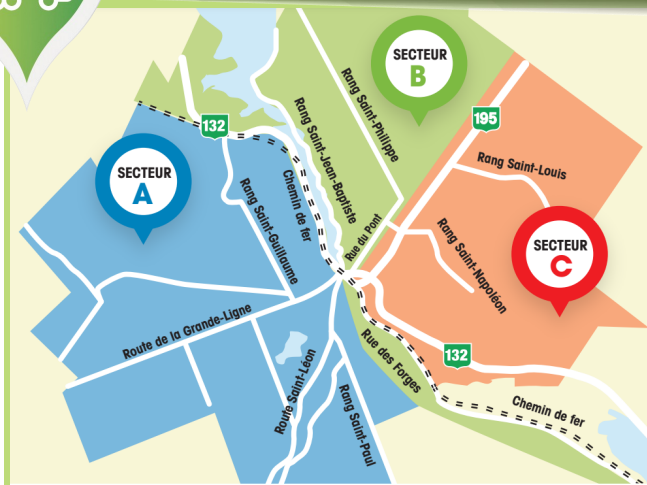 SECTEUR
B
Rang Saint-Philippe
195
132
Rang Saint-Jean-Baptiste
Rang Saint-Louis
SECTEUR
A
Chemin de fer
Rang Saint-Guillaume
Rue du Pont
Rang Saint-Napoléon
SECTEUR
C
Route de la Grande-Ligne
Rue des Forges
132
Route Saint-Léon
Rang Saint-Paul
Chemin de fer